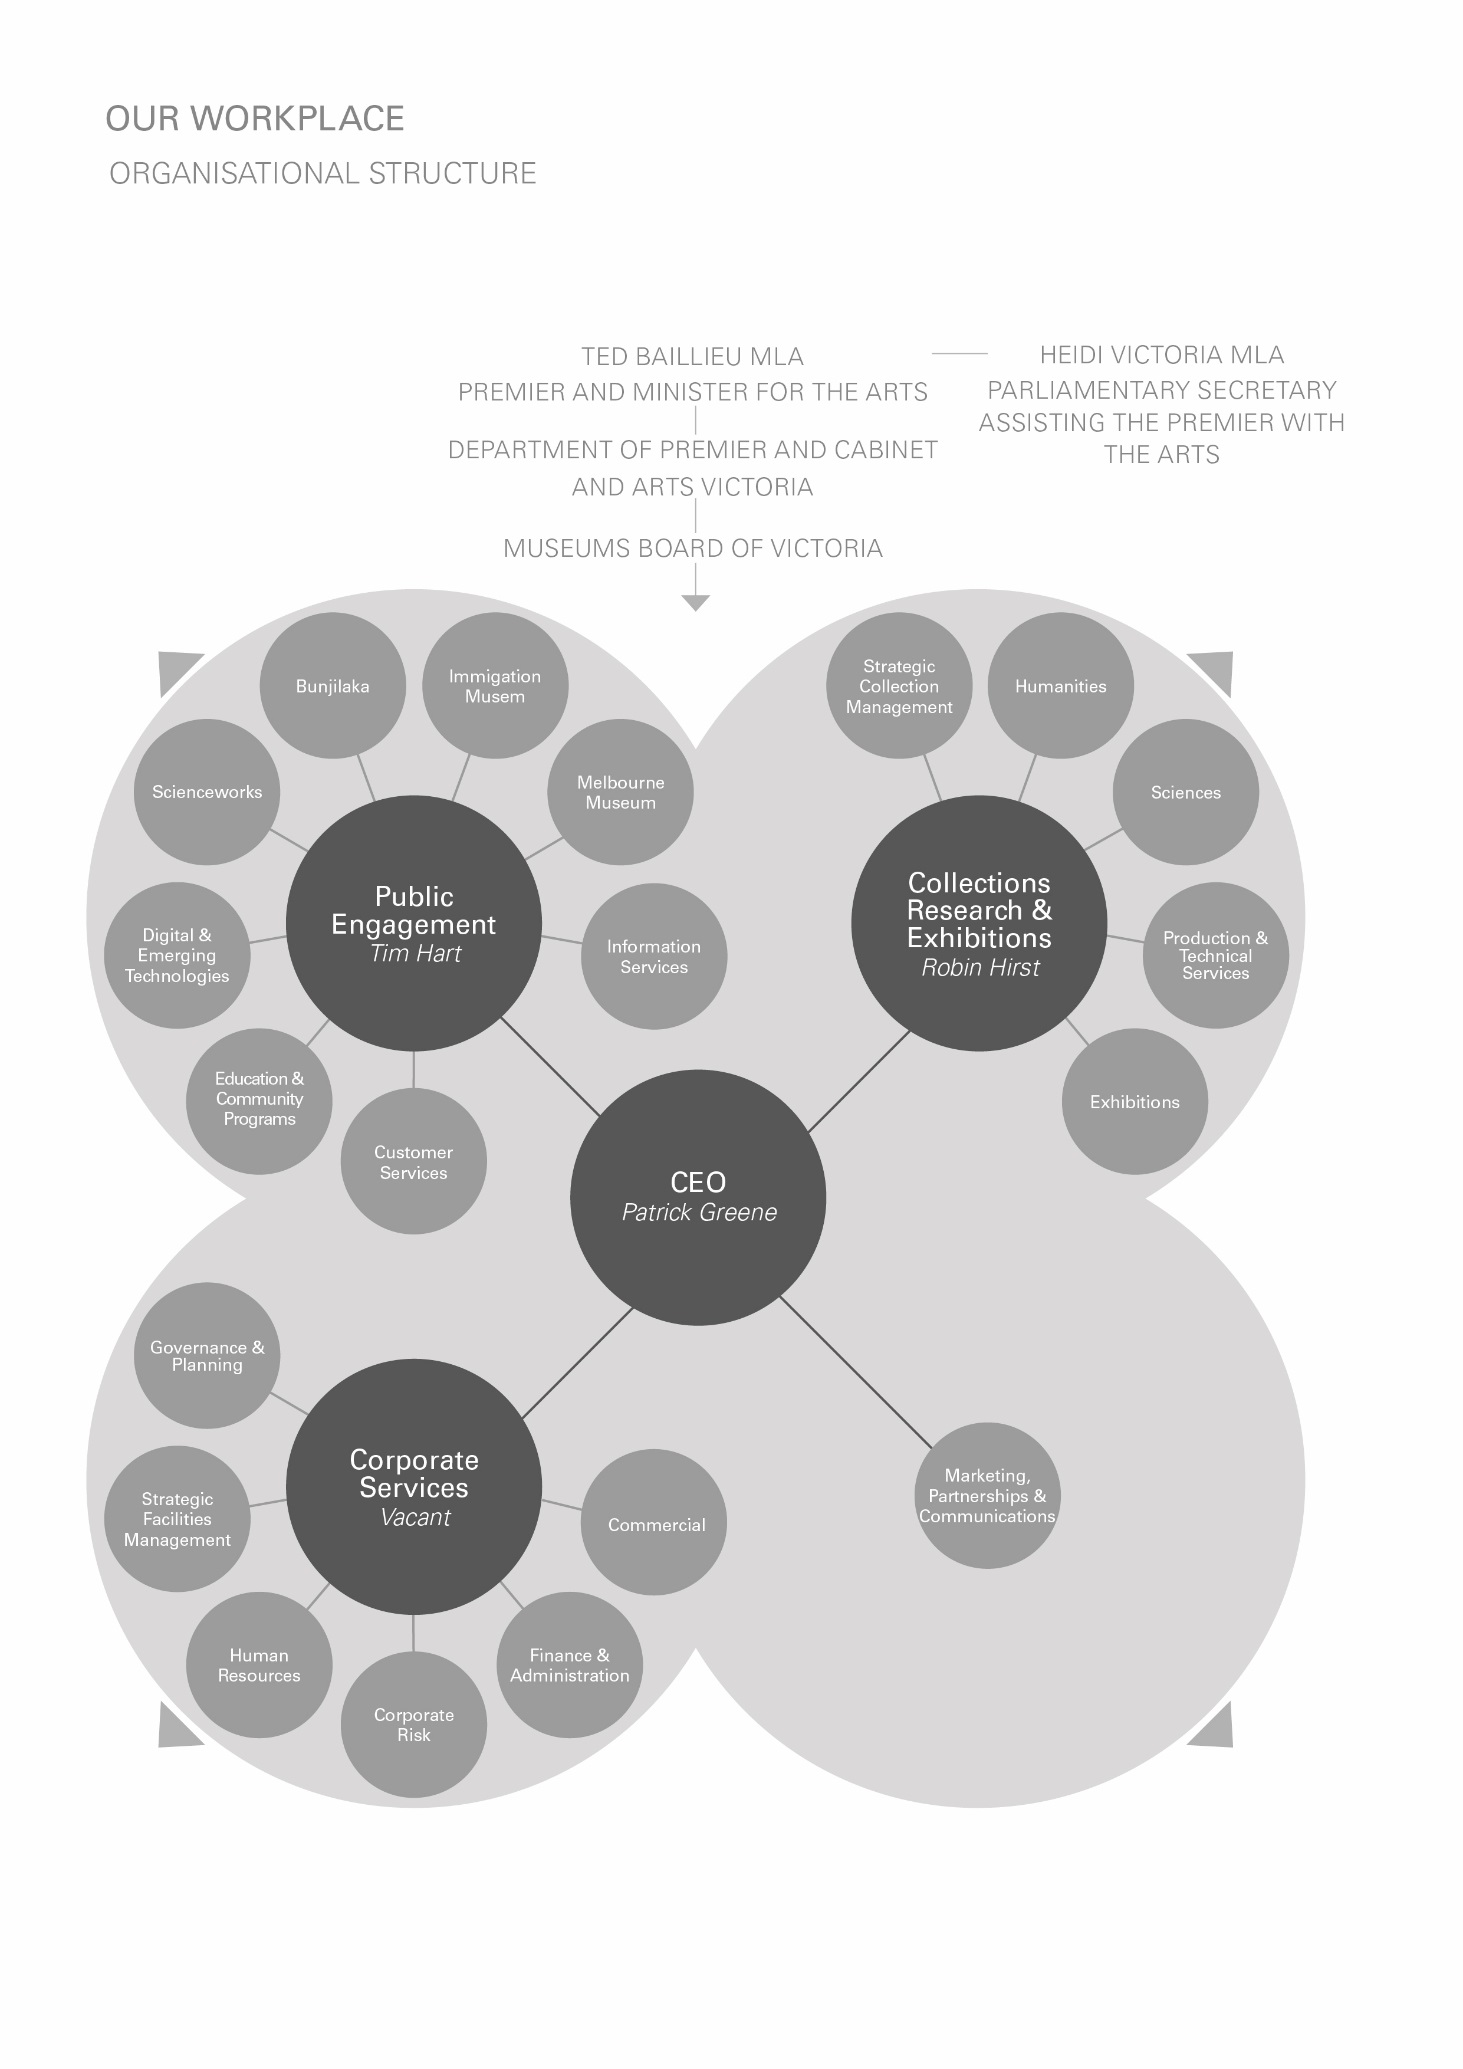 OUR WORKPLACE
ORGANISATIONAL STRUCTURE
TED BAILLIEU MLA
PREMIER AND MINISTER FOR THE ARTS
HEIDI VICTORIA MLA
PARLIAMENTARY SECRETARY
ASSISTING THE PREMIER WITH
THE ARTS
DEPARTMENT OF PREMIER AND CABINET
AND ARTS VICTORIA
MUSEUMS BOARD OF VICTORIA
Bunjilaka
Immigation
Musem
Scienceworks
Melbourne
Museum
Public
Engagement
Tim Hart
Digital &
Emerging
Technologies
Information
Services
Education &
Community
Programs
Customer
Services
Strategic
Collection
Management
Humanities
Sciences
Collections
Research &
Exhibitions
Robin Hirst
Production &
Technical
Services
Exhibitions
CEO
Patrick Greene
Governance &
Planning
Corporate
Services
Vacant
Strategic
Facilities
Management
Commercial
Human
Resources
Finance &
Administration
Corporate
Risk
Marketing,
Partnerships &
Communications